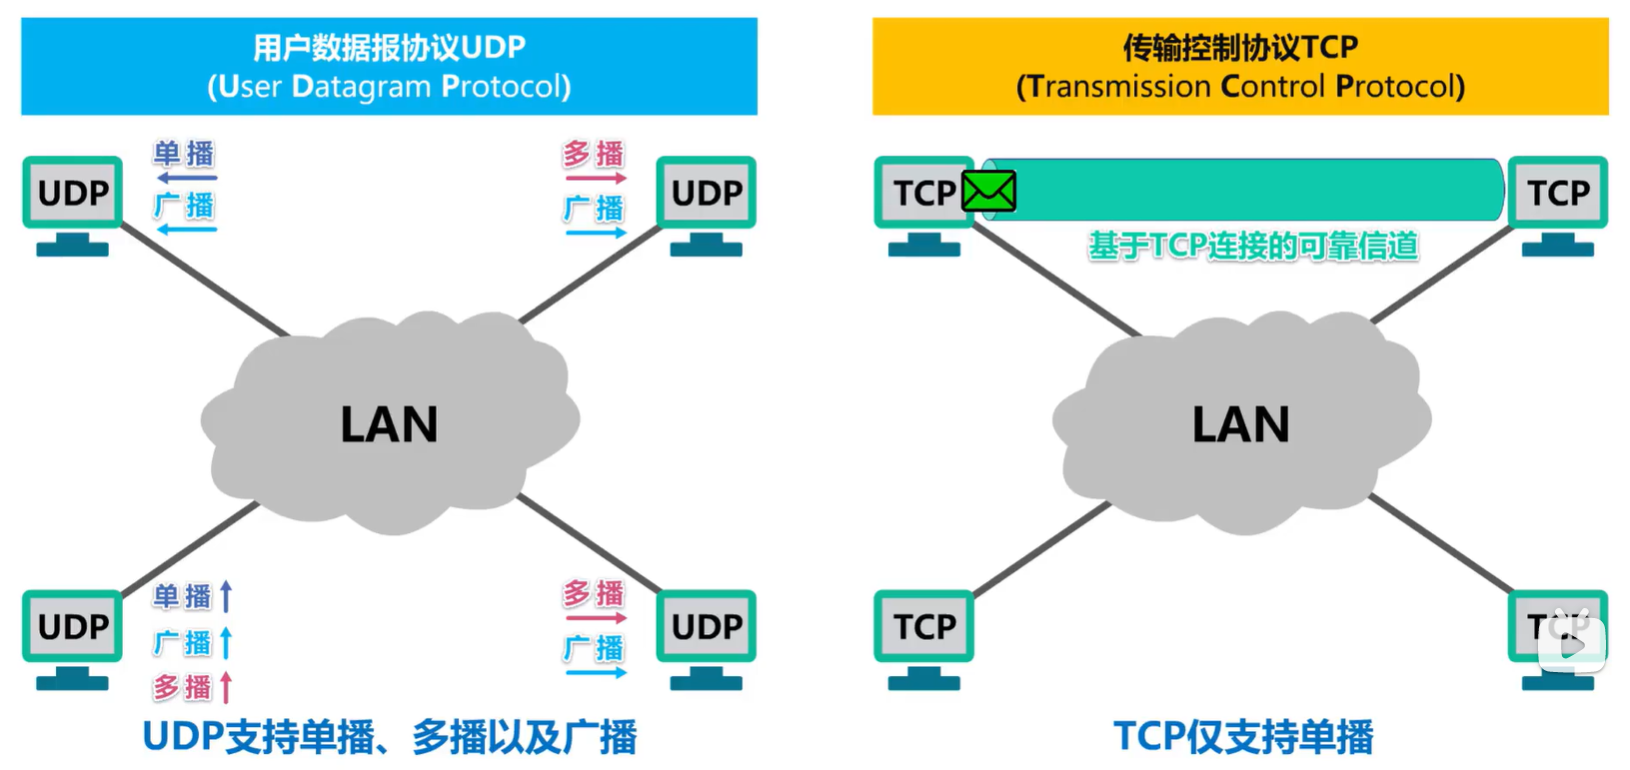 用户数据报协议UDP
(User Datagram Protocol)
单播
广播
多播
广播
UDP
UDP
LAN
单播
广播
多播
多播
广播
UDP
UDP
UDP支持单播、多播以及广播
传输控制协议TCP
(Transmission Control Protocol)
TCP
TCP
基于TCP连接的可靠信道
LAN
TCP
TCP
TCP仅支持单播